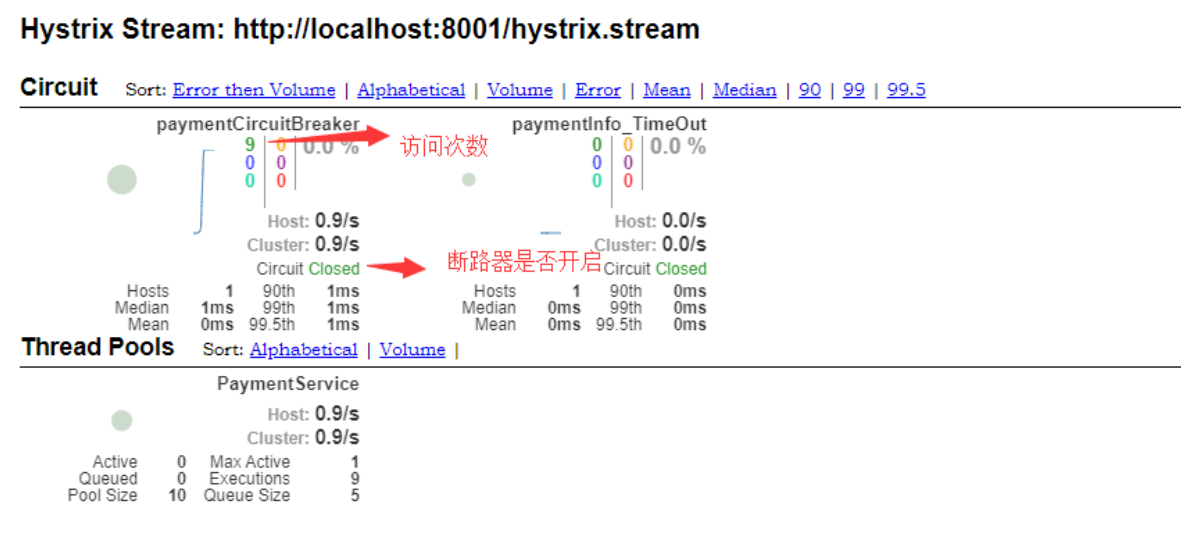 Hystrix Stream: http://localhost:8001/hystrix.stream
Circuit Sort: Error then Volume | Alphabetical | Volume | Error | Mean | Median | 90 | 99 | 99.5
paymentCircuitBreaker paymentInfo_TimeOut
9 0 0.0 % 访问次数 0 0 0.0 %
0 0 0 0
0 0 0 0
Host: 0.9/s Host: 0.0/s
Cluster: 0.9/s Cluster: 0.0/s
Circuit Closed 断路器是否开启 Circuit Closed
Hosts 1 90th 1ms Hosts 1 90th 0ms
Median 1ms 99th 1ms Median 0ms 99th 0ms
Mean 0ms 99.5th 1ms Mean 0ms 99.5th 0ms
Thread Pools Sort: Alphabetical | Volume |
PaymentService
Host: 0.9/s
Cluster: 0.9/s
Active 0 Max Active 1
Queued 0 Executions 9
Pool Size 10 Queue Size 5